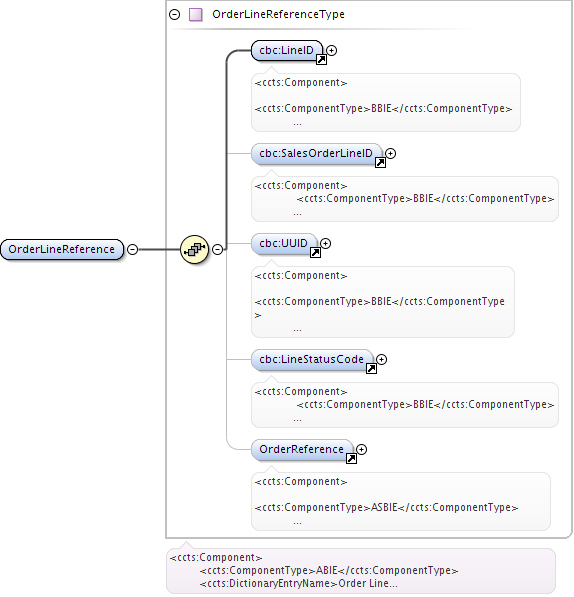 OrderLineReferenceType
cbc:LineID
<ccts:Component>
<ccts:ComponentType>BBIE</ccts:ComponentType>
...
cbc:SalesOrderLineID
<ccts:Component>
<ccts:ComponentType>BBIE</ccts:ComponentType>
...
cbc:UUID
OrderLineReference
<ccts:Component>
<ccts:ComponentType>BBIE</ccts:ComponentType
>
...
cbc:LineStatusCode
<ccts:Component>
<ccts:ComponentType>BBIE</ccts:ComponentType>
...
OrderReference
<ccts:Component>
<ccts:ComponentType>ASBIE</ccts:ComponentType>
...
<ccts:Component>
<ccts:ComponentType>ABIE</ccts:ComponentType>
<ccts:DictionaryEntryName>Order Line...